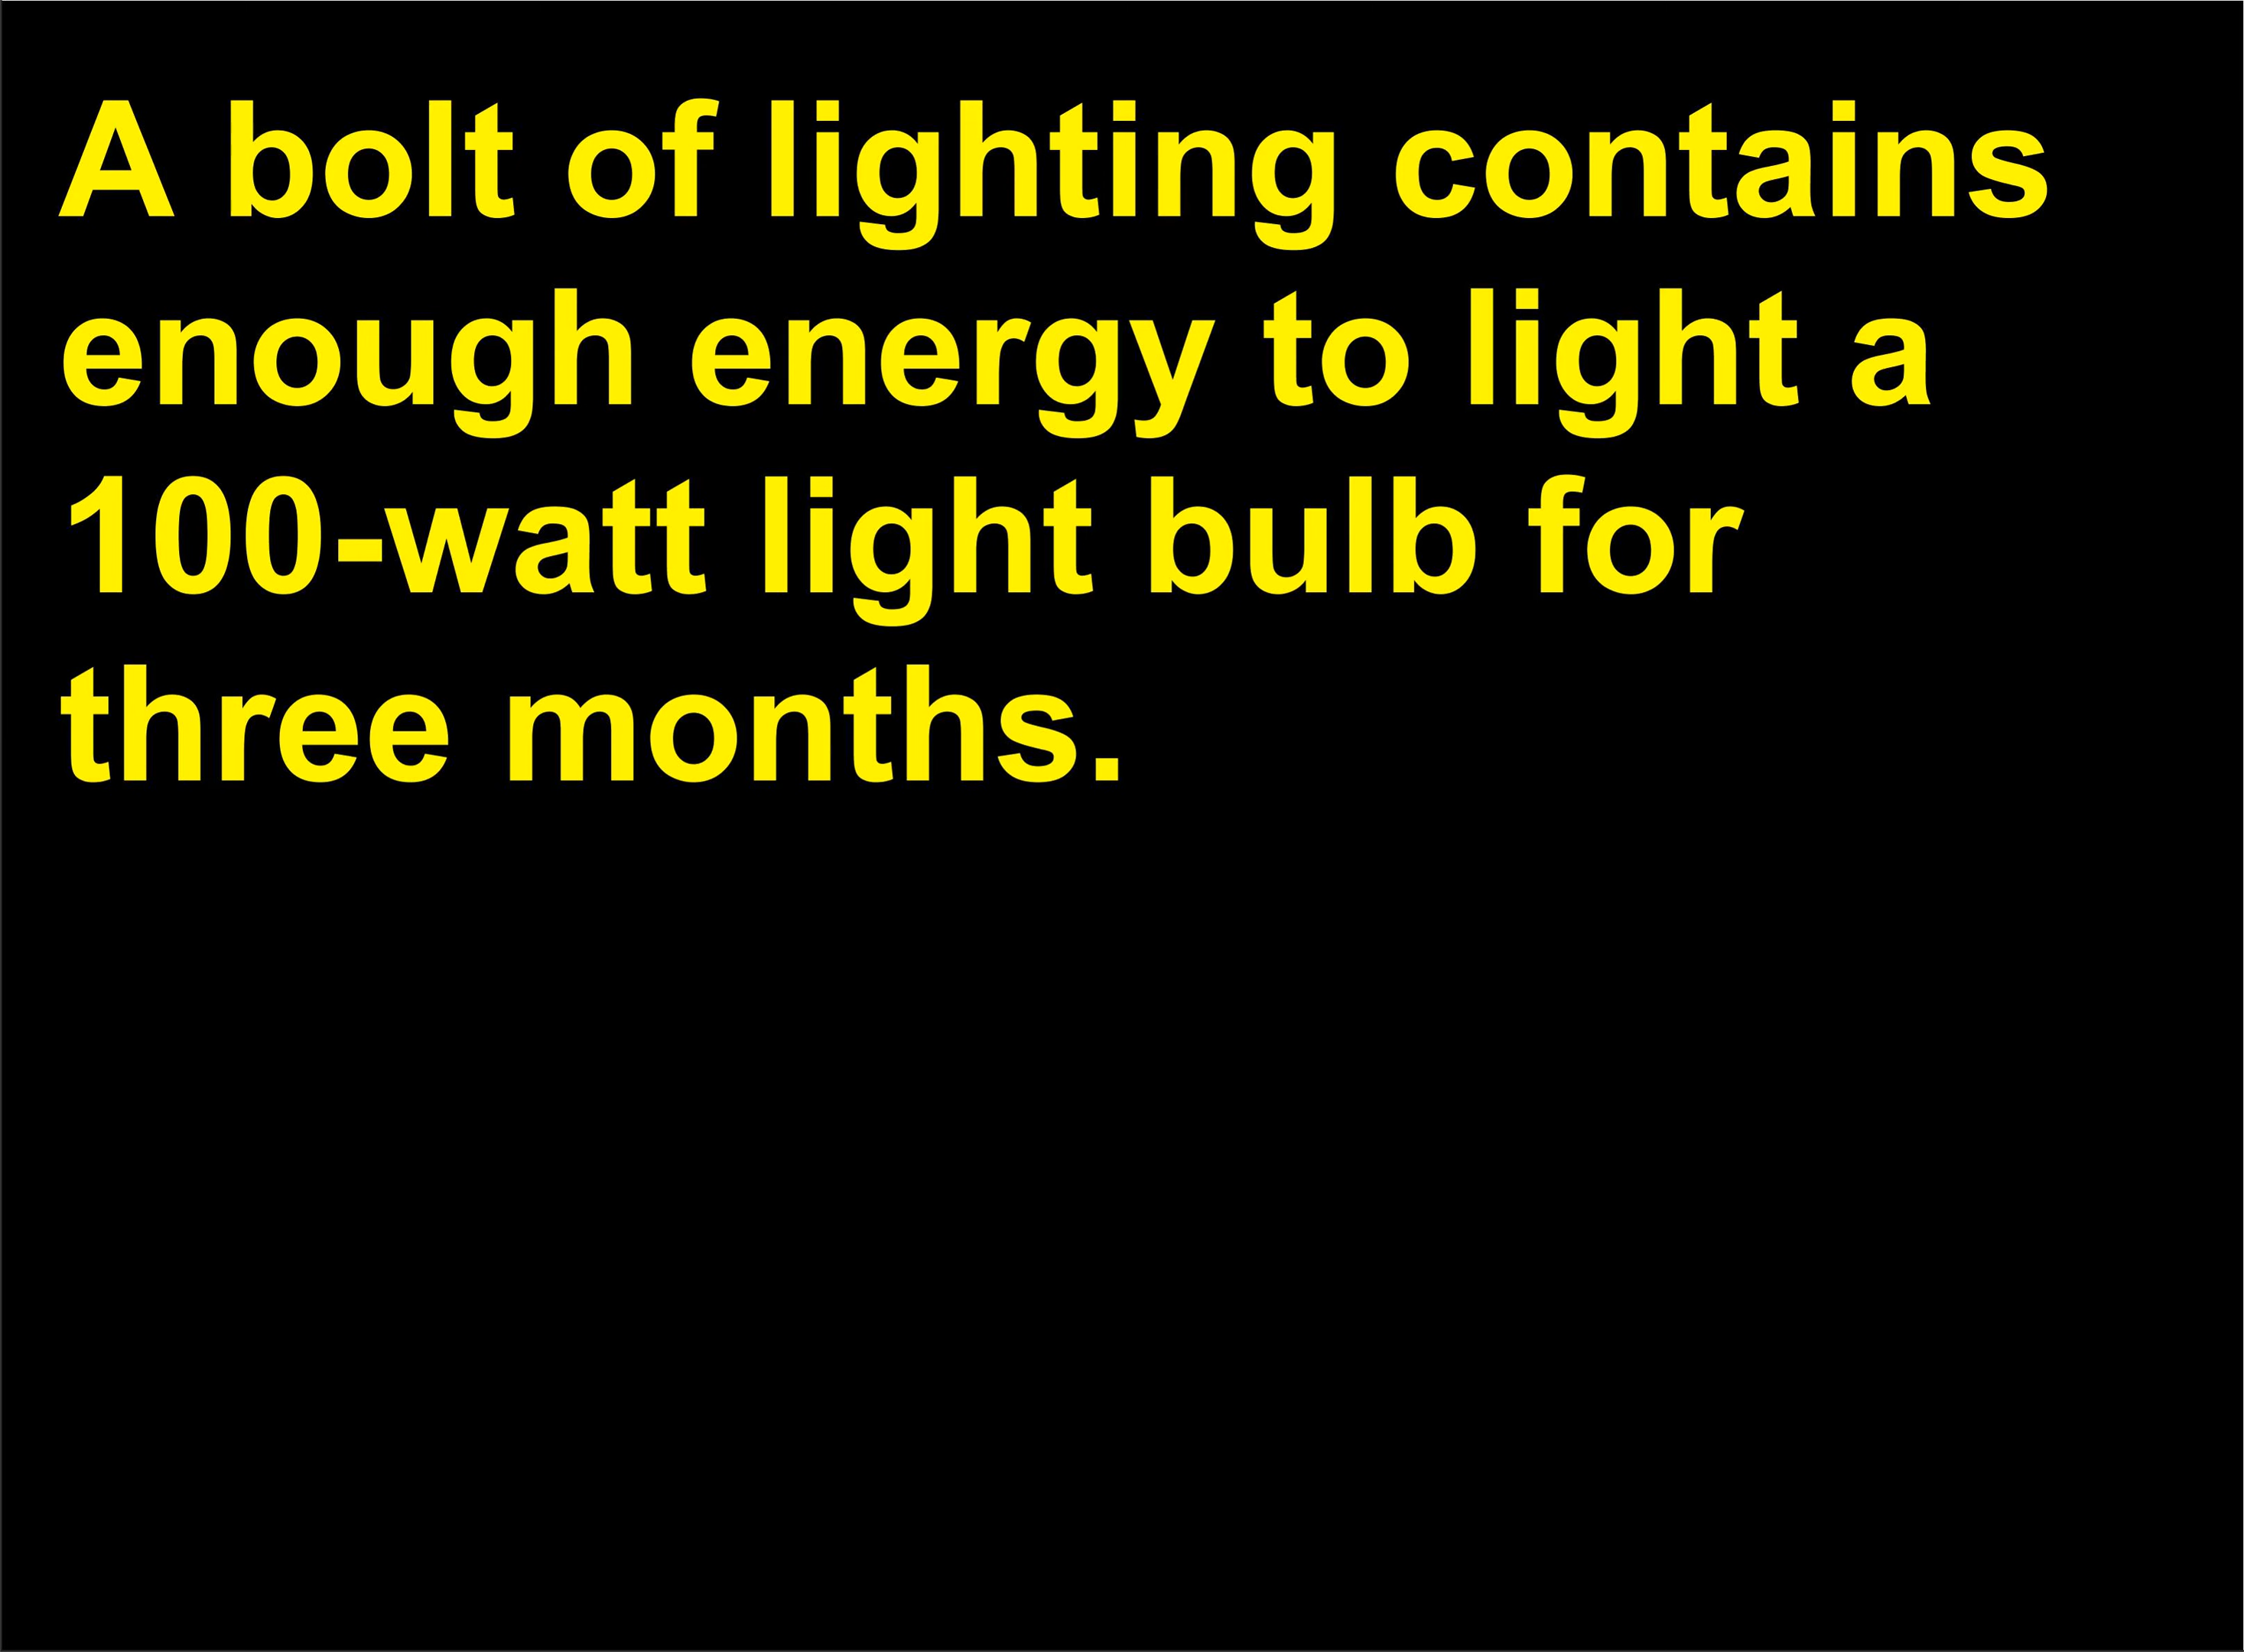 A bolt of lighting contains
enough energy to light a
100-watt light bulb for
three months.